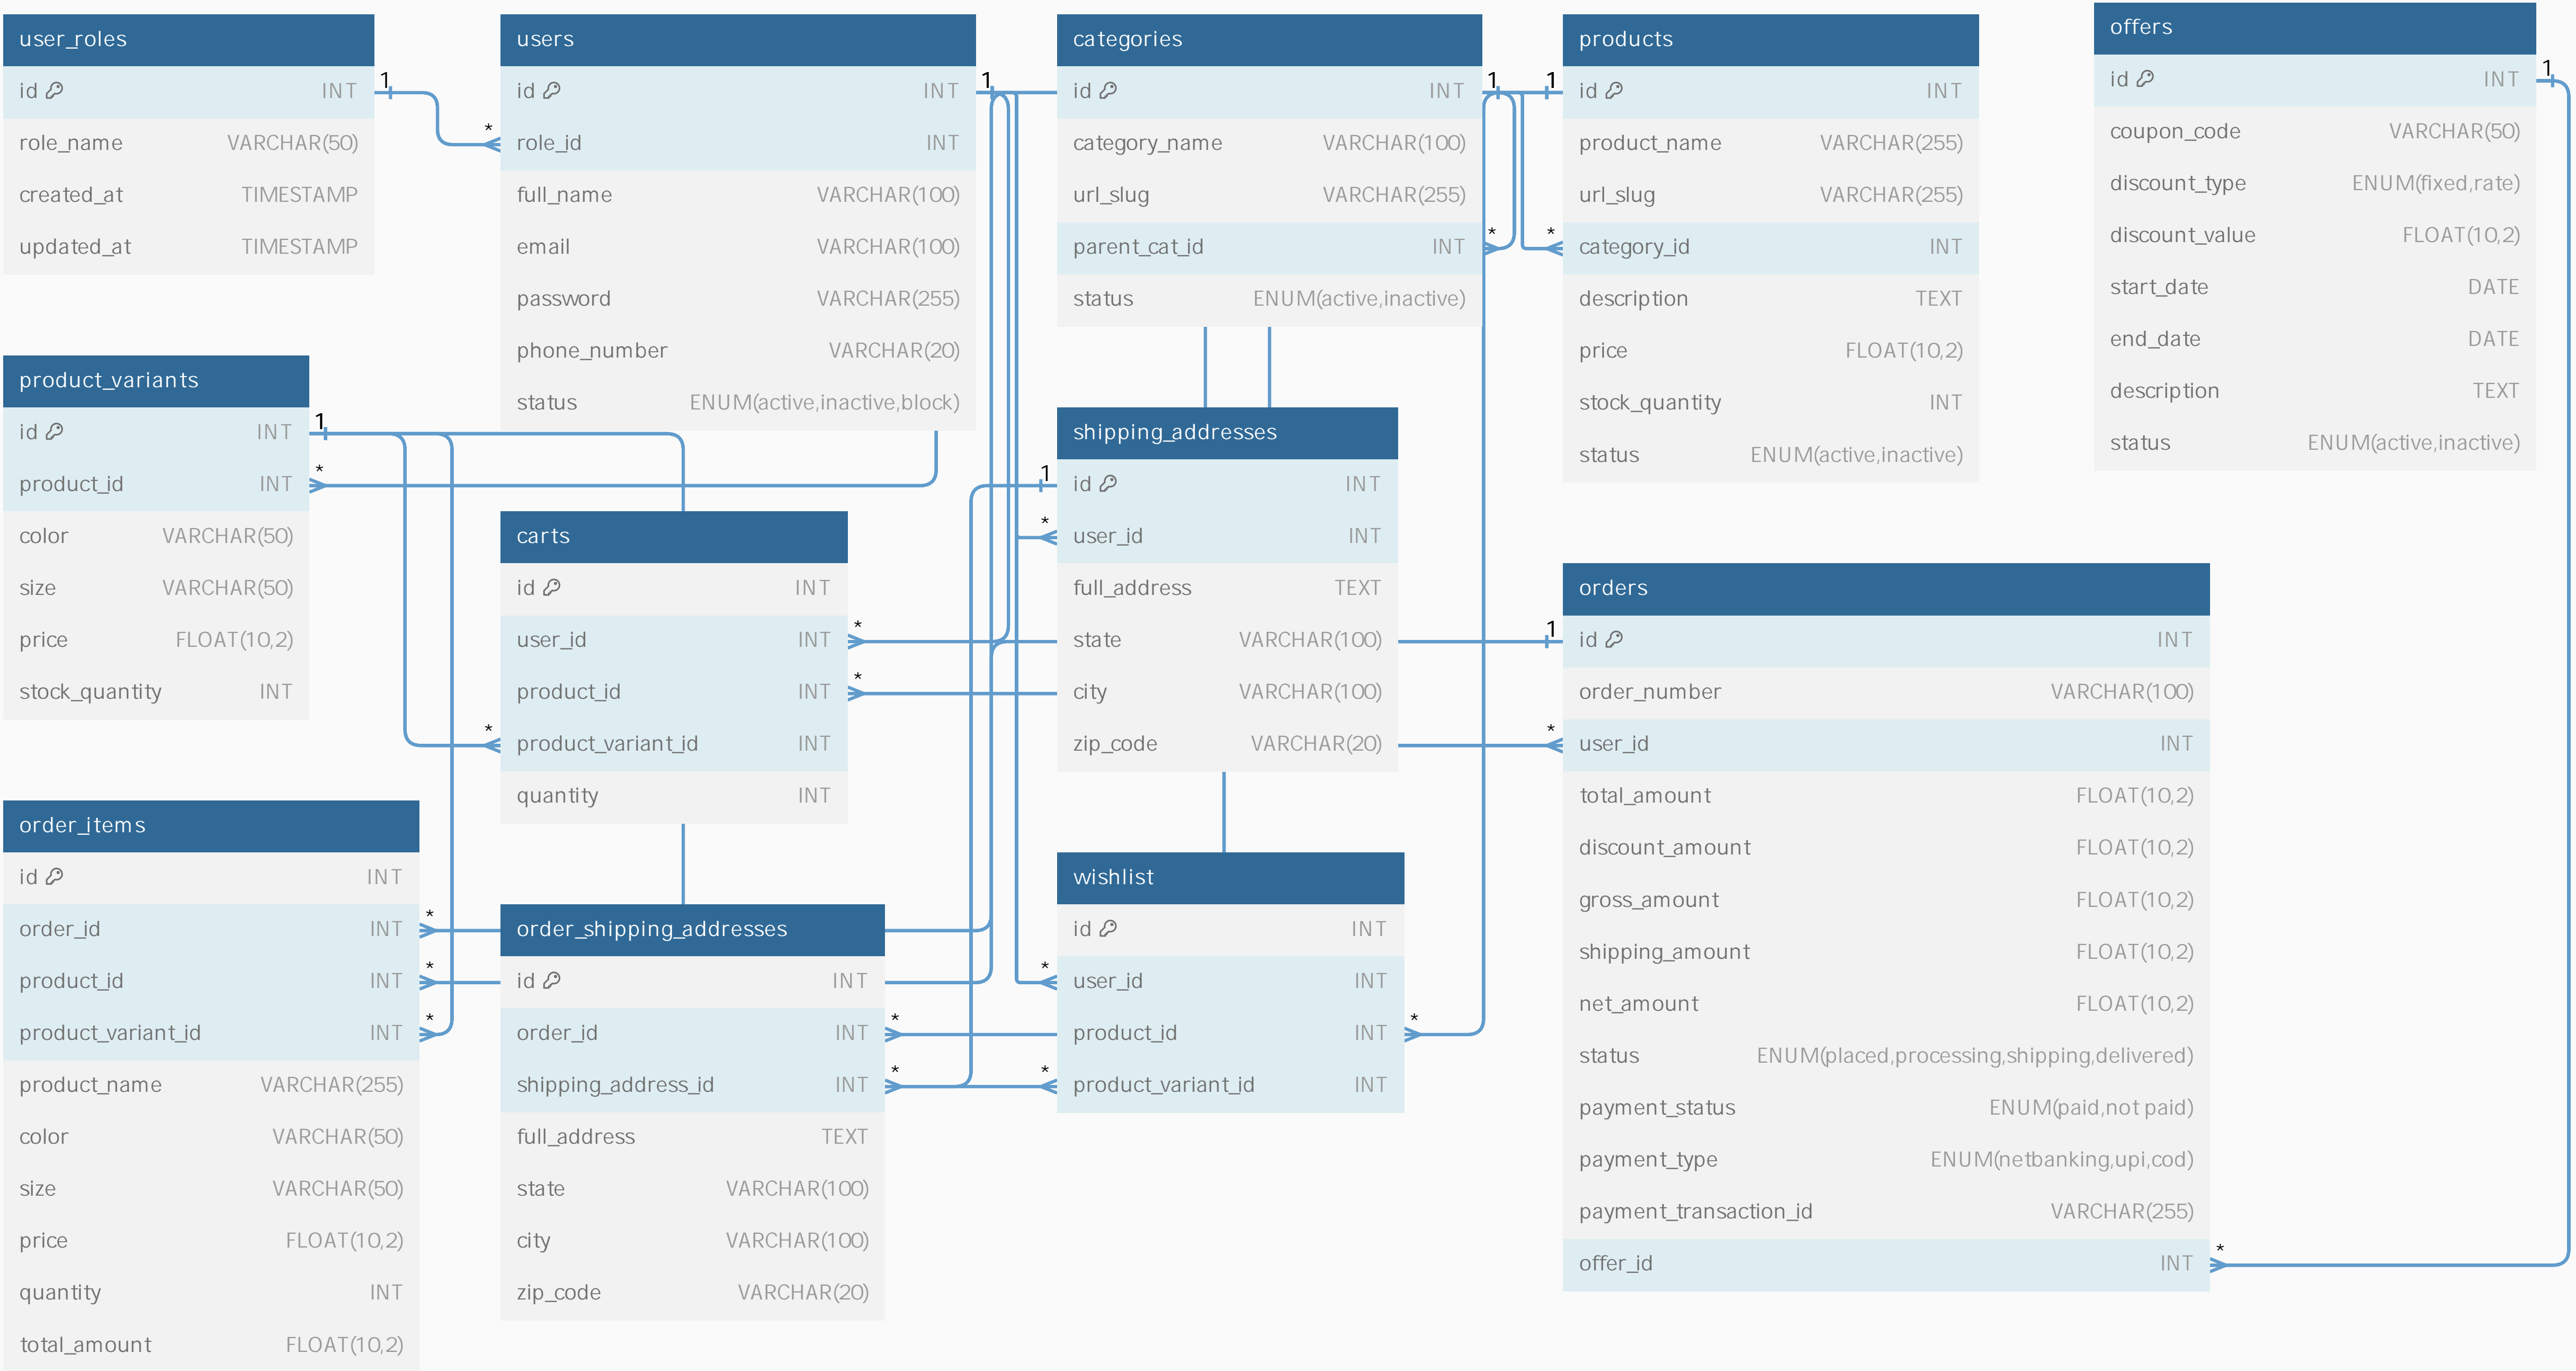 user_roles
id INT
role_name VARCHAR(50)
created_at TIMESTAMP
updated_at TIMESTAMP
1
*
users
id INT
role_id INT
full_name VARCHAR(100)
email VARCHAR(100)
password VARCHAR(255)
phone_number VARCHAR(20)
status ENUM(active,inactive,block)
1
categories
id INT
category_name VARCHAR(100)
url_slug VARCHAR(255)
parent_cat_id INT
status ENUM(active,inactive)
1
*
1
*
products
id INT
product_name VARCHAR(255)
url_slug VARCHAR(255)
category_id INT
description TEXT
price FLOAT(10,2)
stock_quantity INT
status ENUM(active,inactive)
offers
id INT
coupon_code VARCHAR(50)
discount_type ENUM(fixed,rate)
discount_value FLOAT(10,2)
start_date DATE
end_date DATE
description TEXT
status ENUM(active,inactive)
1
product_variants
id INT
product_id INT
color VARCHAR(50)
size VARCHAR(50)
price FLOAT(10,2)
stock_quantity INT
1
*
*
carts
id INT
user_id INT
product_id INT
product_variant_id INT
quantity INT
*
*
1
*
shipping_addresses
id INT
user_id INT
full_address TEXT
state VARCHAR(100)
city VARCHAR(100)
zip_code VARCHAR(20)
1
*
orders
id INT
order_number VARCHAR(100)
user_id INT
total_amount FLOAT(10,2)
discount_amount FLOAT(10,2)
gross_amount FLOAT(10,2)
shipping_amount FLOAT(10,2)
net_amount FLOAT(10,2)
status ENUM(placed,processing,shipping,delivered)
payment_status ENUM(paid,not paid)
payment_type ENUM(netbanking,upi,cod)
payment_transaction_id VARCHAR(255)
offer_id INT
*
order_items
id INT
order_id INT
product_id INT
product_variant_id INT
product_name VARCHAR(255)
color VARCHAR(50)
size VARCHAR(50)
price FLOAT(10,2)
quantity INT
total_amount FLOAT(10,2)
*
*
*
order_shipping_addresses
id INT
order_id INT
shipping_address_id INT
full_address TEXT
state VARCHAR(100)
city VARCHAR(100)
zip_code VARCHAR(20)
*
*
*
*
wishlist
id INT
user_id INT
product_id INT
product_variant_id INT
*